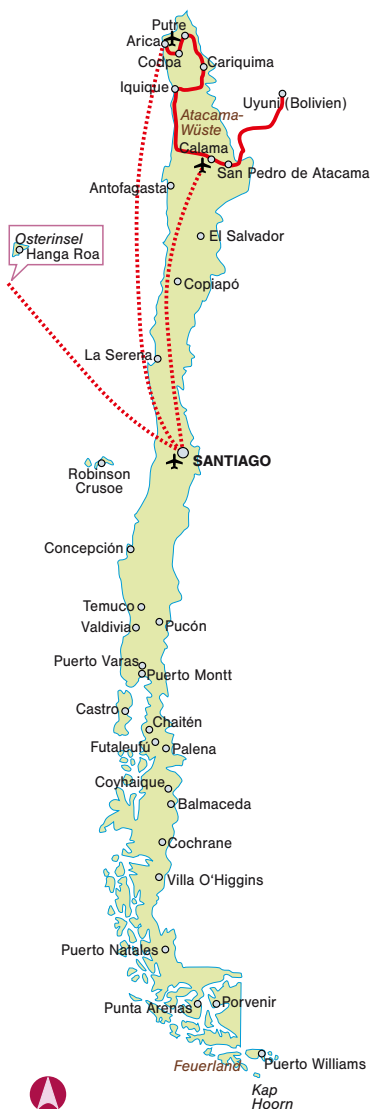 Putre
Arica
Codpa
Cariquima
Iquique
Uyuni (Bolivien)
Atacama-
Wüste
Calama
San Pedro de Atacama
Antofagasta
El Salvador
Osterinsel
Hanga Roa
Copiapó
La Serena
SANTIAGO
Robinson
Crusoe
Concepción
Temuco
Valdivia
Pucón
Puerto Varas
Puerto Montt
Castro
Chaitén
Futaleufú
Palena
Coyhaique
Balmaceda
Cochrane
Villa O‘Higgins
Puerto Natales
Punta Arenas
Porvenir
Feuerland
Puerto Williams
Kap
Hoorn